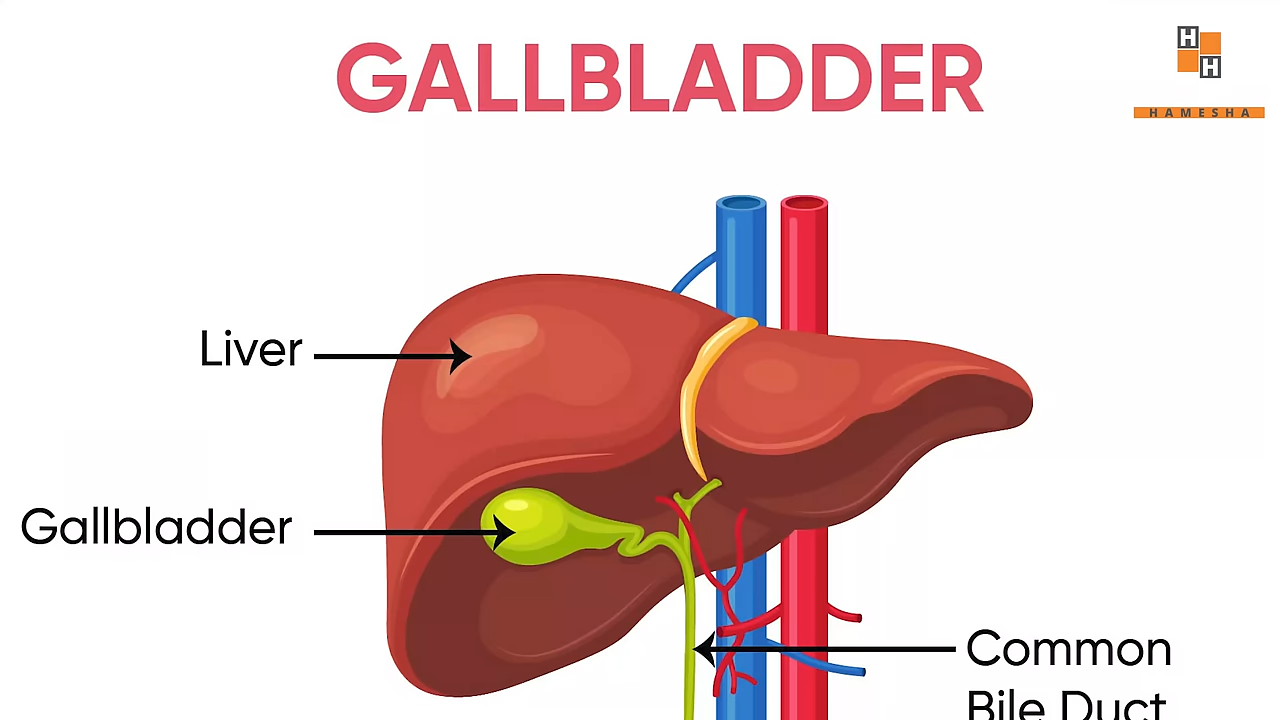 GALLBLADDER
H
H
HAMESHA
Liver
Gallbladder
Common
Bile Duct